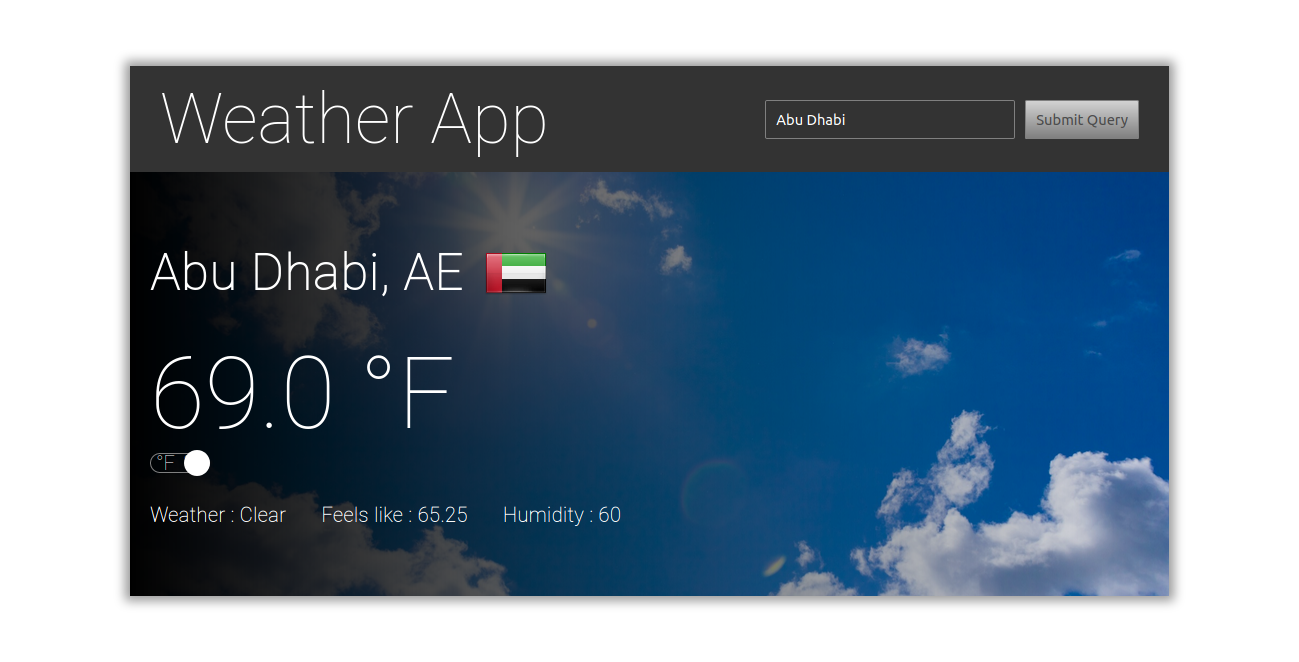 Weather App
Abu Dhabi
Submit Query
Abu Dhabi, AE
69.0 °F
°F
Weather : Clear Feels like : 65.25 Humidity : 60